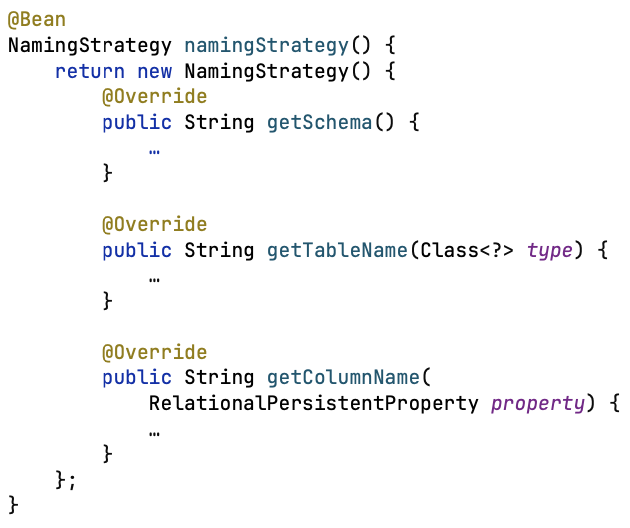 @Bean
NamingStrategy namingStrategy() {
    return new NamingStrategy() {
        @Override
        public String getSchema() {
            …
        }

        @Override
        public String getTableName(Class<?> type) {
            …
        }

        @Override
        public String getColumnName(
            RelationalPersistentProperty property) {
            …
        }
    };
}